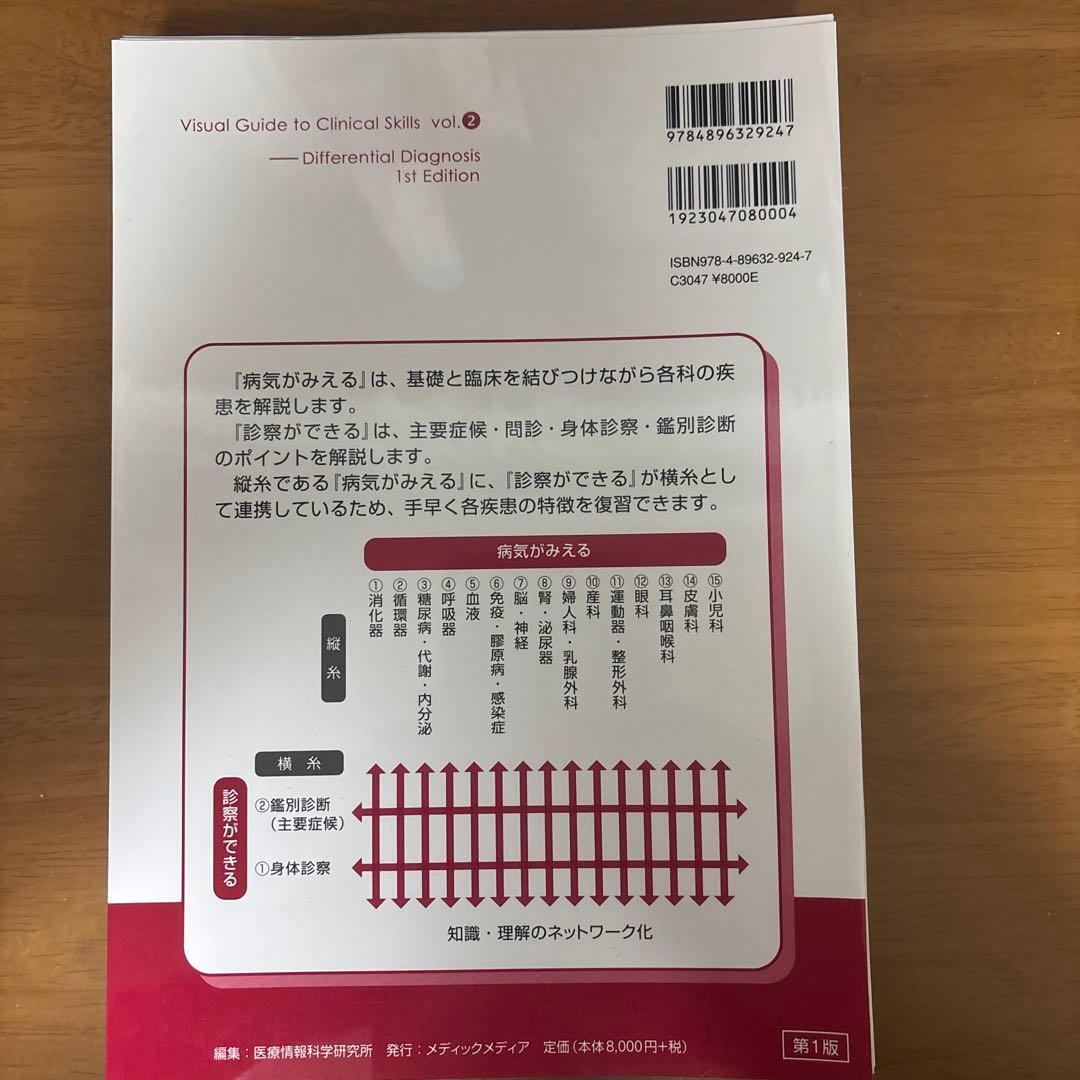 Visual Guide to Clinical Skills vol.❷
── Differential Diagnosis
1st Edition
9784896329247
1923047080004
ISBN978-4-89632-924-7
C3047 ¥8000E
『病気がみえる』は、基礎と臨床を結びつけながら各科の疾
患を解説します。
『診察ができる』は、主要症候・問診・身体診察・鑑別診断
のポイントを解説します。
縦糸である『病気がみえる』に、『診察ができる』が横糸とし
て連携しているため、手早く各疾患の特徴を復習できます。
病気がみえる
縦糸
①消化器
②循環器
③糖尿病・代謝・内分泌
④呼吸器
⑤血液
⑥免疫・膠原病・感染症
⑦脳・神経
⑧腎・泌尿器
⑨婦人科・乳腺外科
⑩産科
⑪運動器・整形外科
⑫眼科
⑬耳鼻咽喉科
⑭皮膚科
⑮小児科
横糸
診察ができる
②鑑別診断
（主要症候）
①身体診察
知識・理解のネットワーク化
編集：医療情報科学研究所 発行：メディックメディア 定価（本体8,000円+税）
第1版